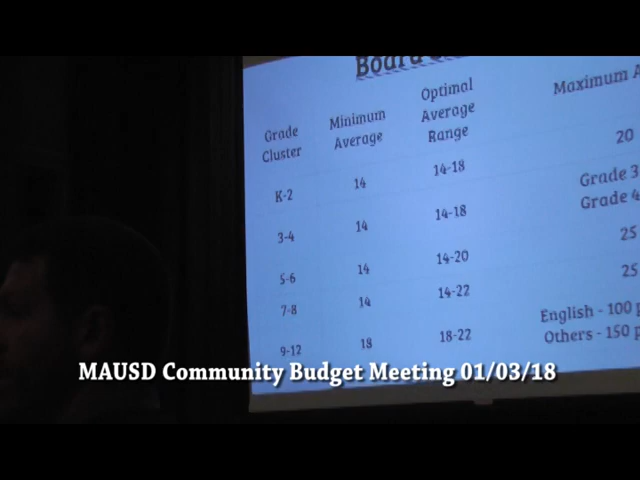 Board
Grade Cluster Minimum Average Optimal Average Range Maximum
K-2 14 14-18 20
3-4 14 14-18 Grade 3 Grade 4
5-6 14 14-20 25
7-8 14 14-22 25
9-12 18 18-22 English - 100 Others - 150
MAUSD Community Budget Meeting 01/03/18